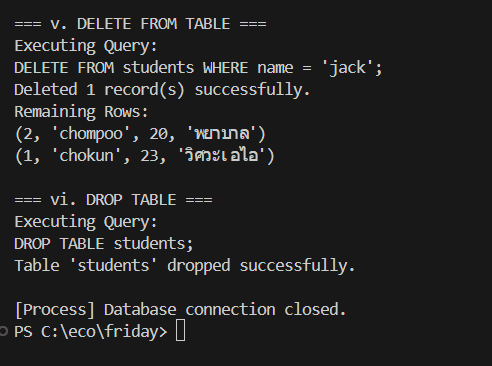 === v. DELETE FROM TABLE ===
Executing Query:
DELETE FROM students WHERE name = 'jack';
Deleted 1 record(s) successfully.
Remaining Rows:
(2, 'chompoo', 20, 'พยาบาล')
(1, 'chokun', 23, 'วิศวะเอไอ')
=== vi. DROP TABLE ===
Executing Query:
DROP TABLE students;
Table 'students' dropped successfully.
[Process] Database connection closed.
PS C:\eco\friday>